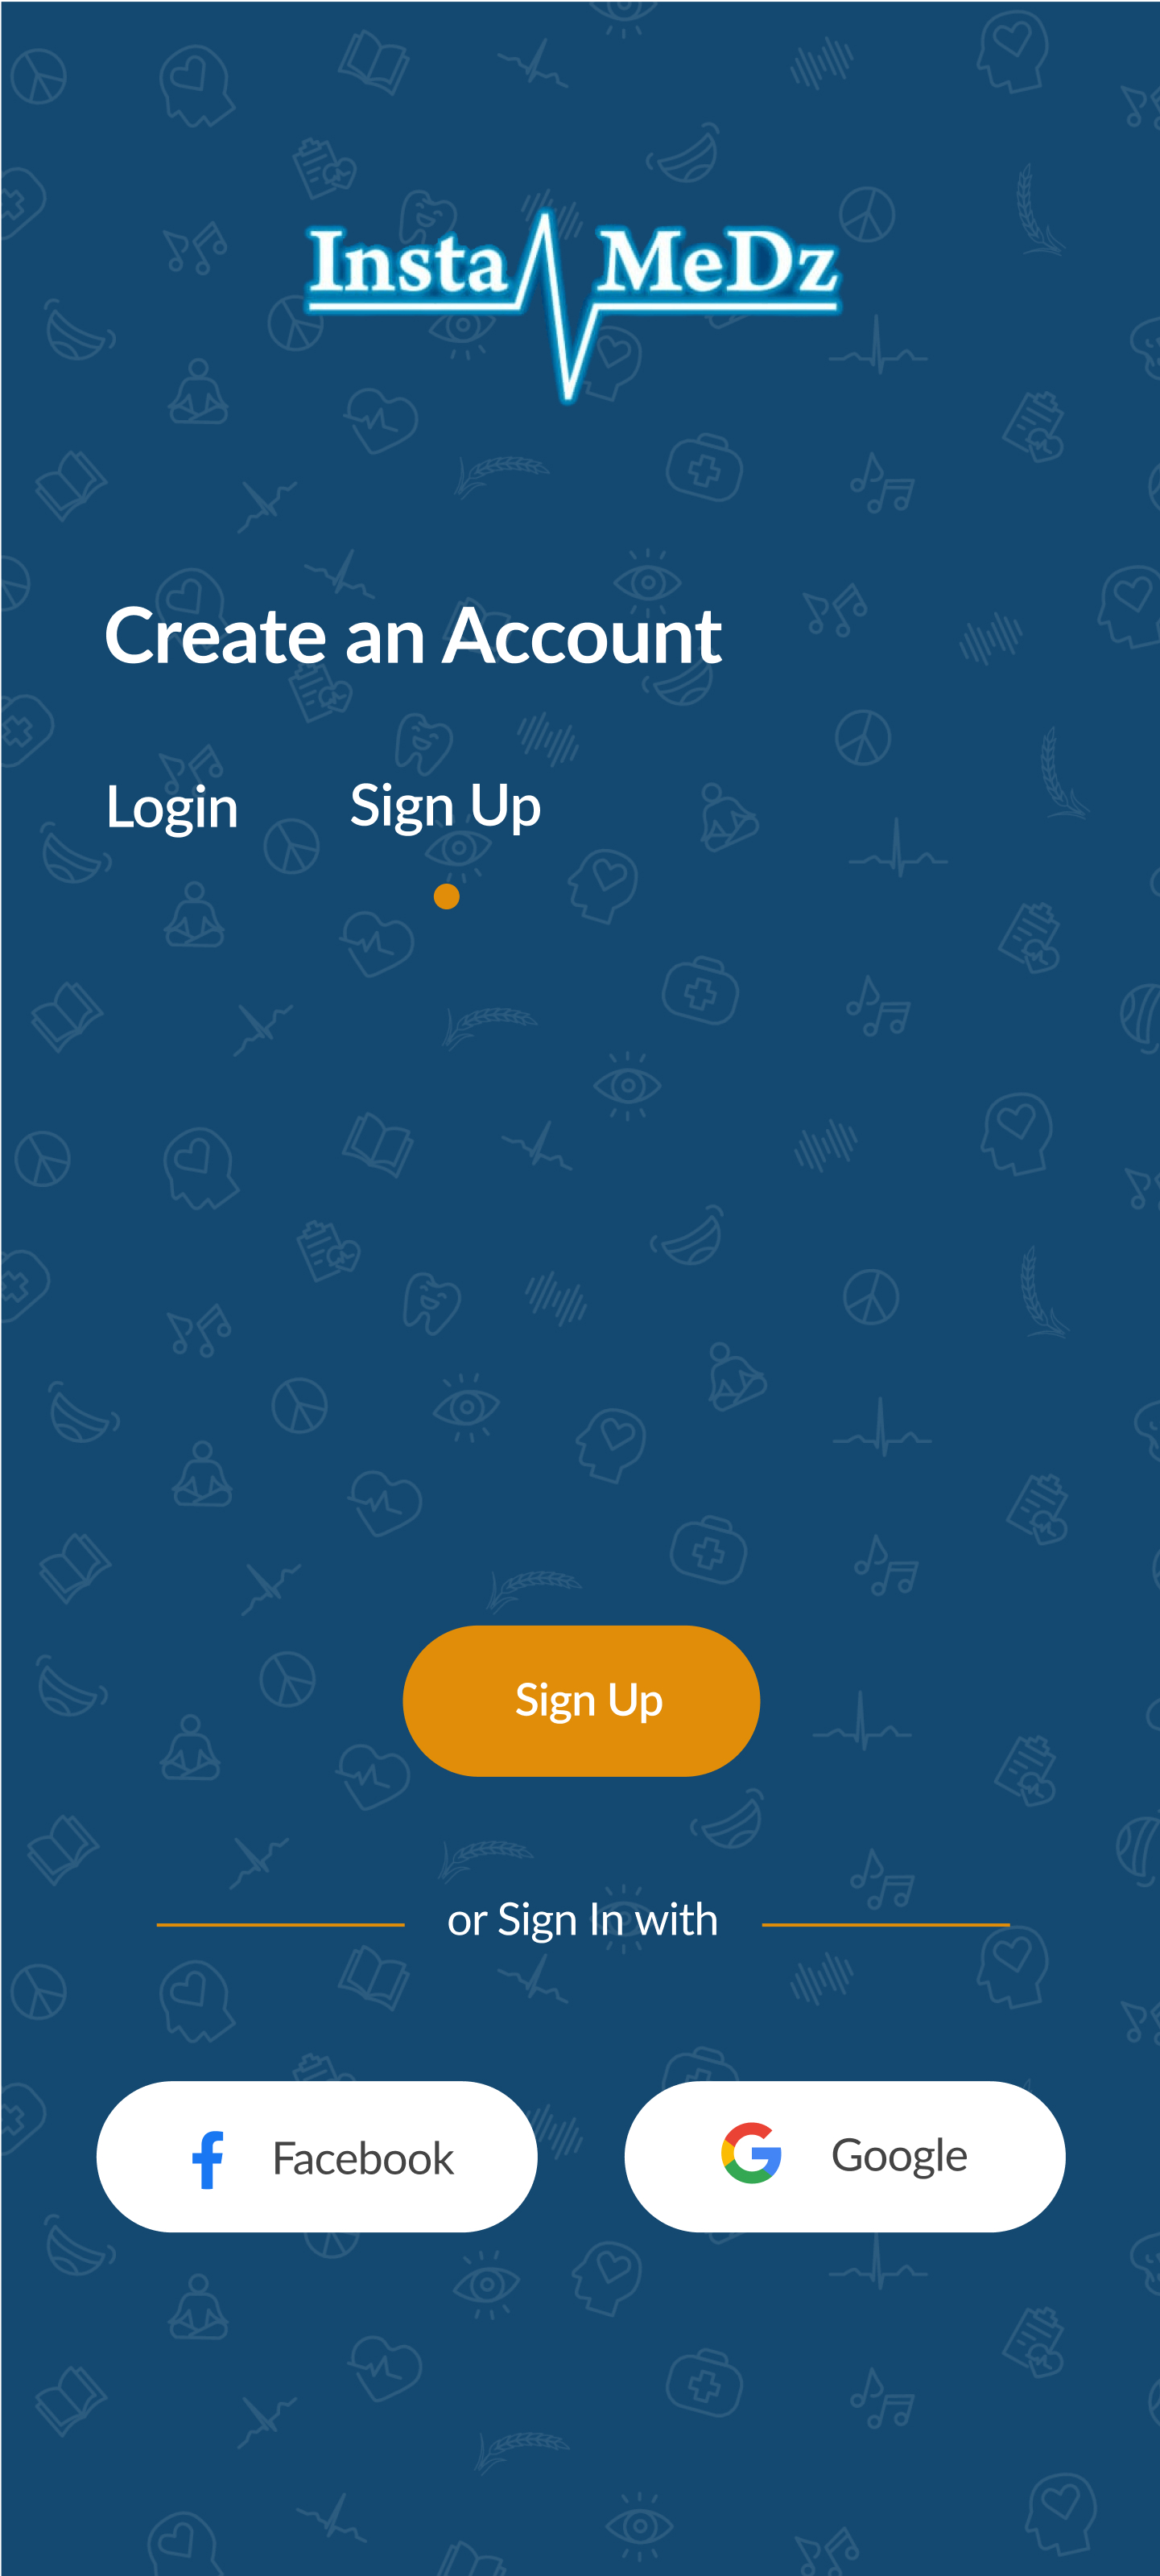 Insta MeDz
Create an Account
Login Sign Up
Sign Up
or Sign In with
Facebook Google